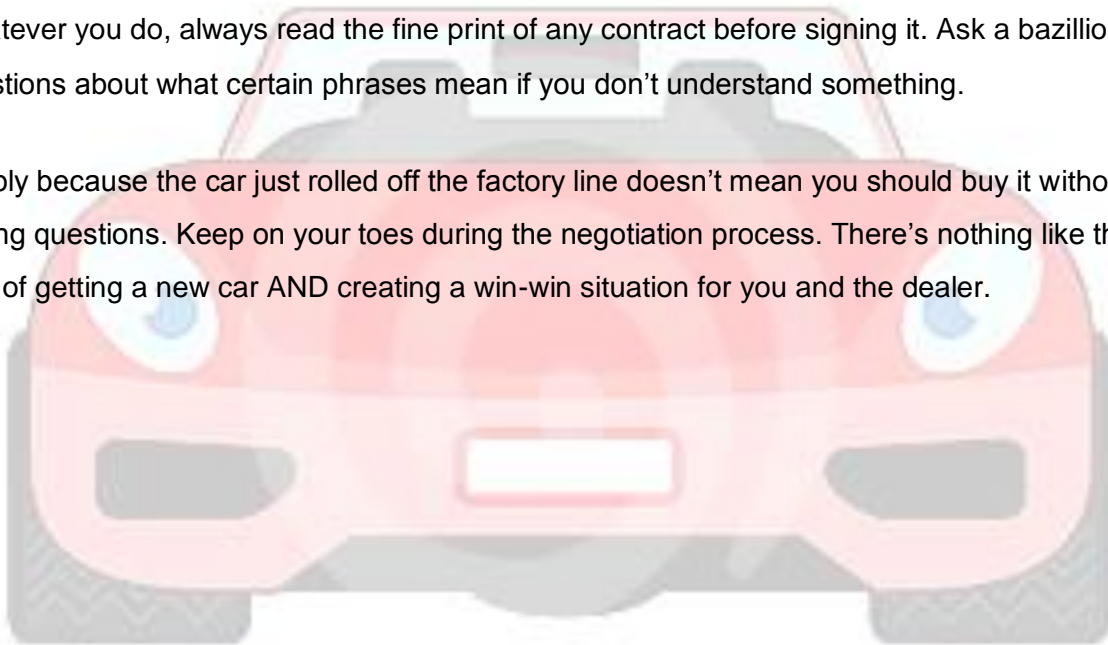 tever you do, always read the fine print of any contract before signing it. Ask a bazillio
stions about what certain phrases mean if you don’t understand something.
ply because the car just rolled off the factory line doesn’t mean you should buy it witho
ng questions. Keep on your toes during the negotiation process. There’s nothing like th
of getting a new car AND creating a win-win situation for you and the dealer.